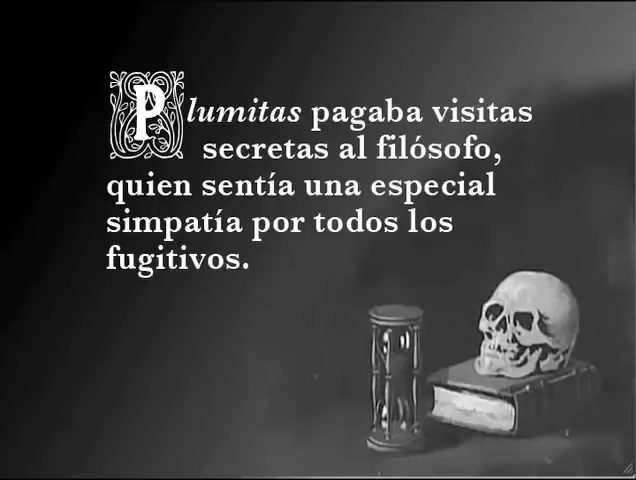 Plumitas pagaba visitas
secretas al filósofo,
quien sentía una especial
simpatía por todos los
fugitivos.